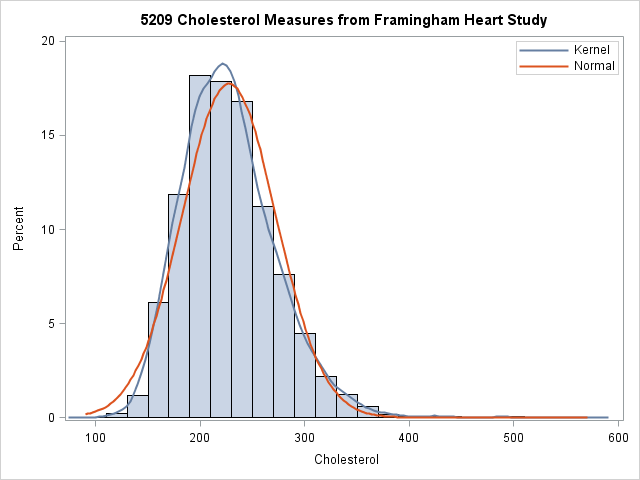 5209 Cholesterol Measures from Framingham Heart Study
Kernel
Normal
20
15
10
5
0
Percent
100 200 300 400 500 600
Cholesterol